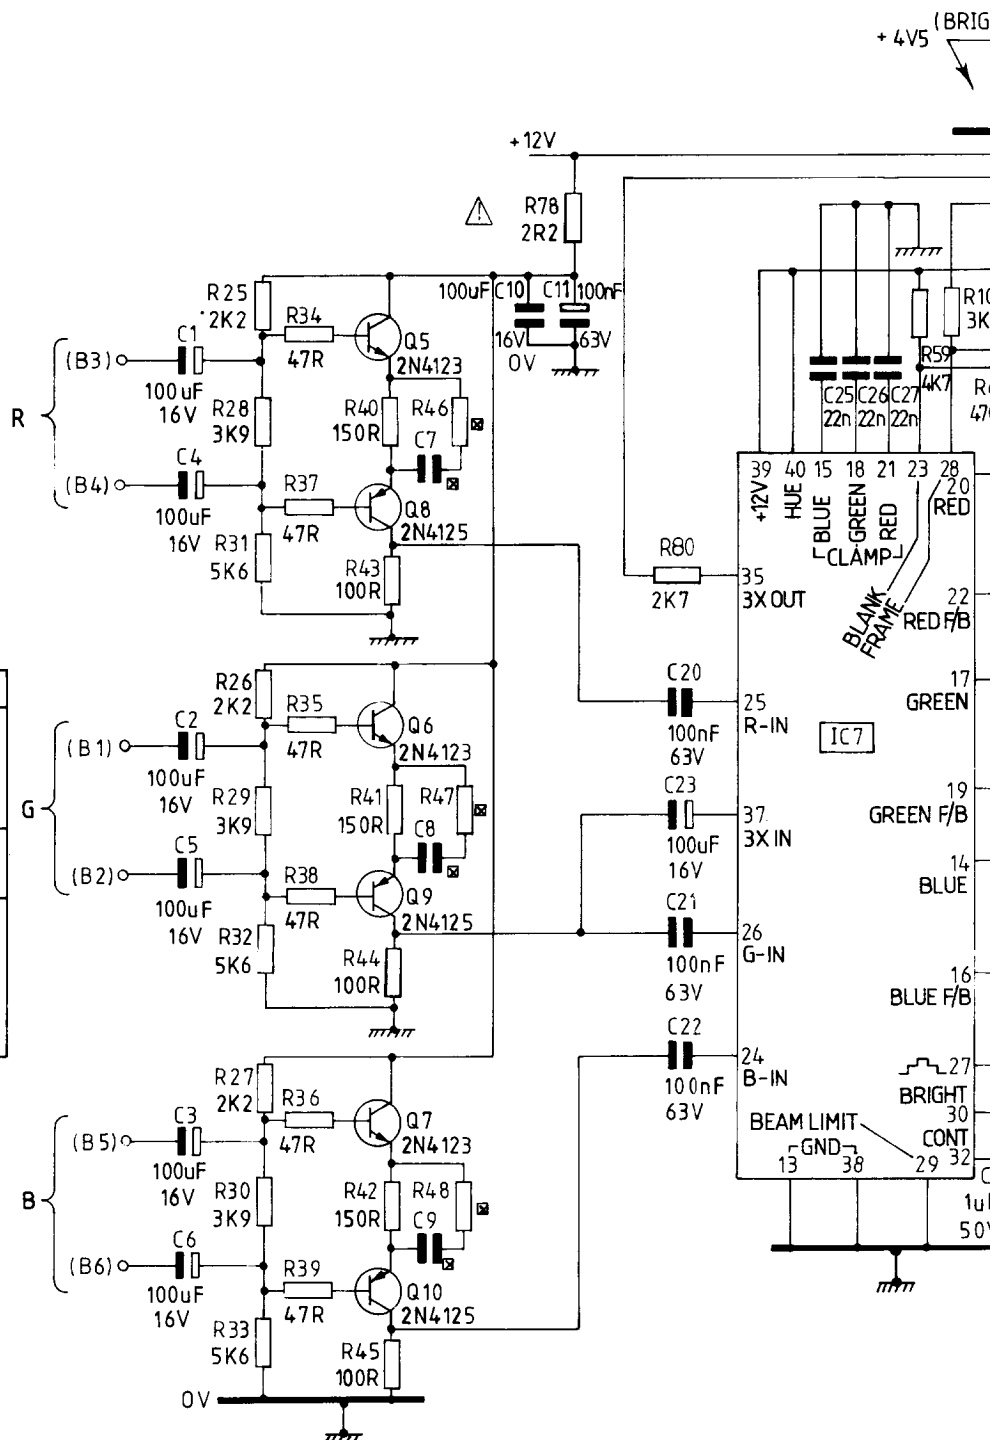 (BRIG
+ 4V5
+12V
R78
2R2
R25
2K2
R34
47R
Q5
2N4123
C1
100uF
16V
(B3)
R
R28
3K9
R40
150R
R46
C7
C4
100uF
16V
(B4)
R37
47R
Q8
2N4125
R31
5K6
R43
100R
100uF
C10
16V
0V
C11
100nF
63V
R10
3K
R59
4K7
C25
22n
C26
22n
C27
22n
47
39
40
15
18
21
23
28
+12V
HUE
BLUE
GREEN
RED
CLAMP
BLANK
FRAME
20
RED
R80
2K7
35
3X OUT
22
RED F/B
17
GREEN
C20
100nF
63V
25
R-IN
IC7
R26
2K2
R35
47R
Q6
2N4123
C2
100uF
16V
(B1)
G
R29
3K9
R41
150R
R47
C8
C5
100uF
16V
(B2)
R38
47R
Q9
2N4125
R32
5K6
R44
100R
C23
100uF
16V
37
3X IN
19
GREEN F/B
14
BLUE
C21
100nF
63V
26
G-IN
16
BLUE F/B
C22
100nF
63V
24
B-IN
27
BRIGHT
30
CONT
32
BEAM LIMIT
GND
13
38
29
C
1u
50V
R27
2K2
R36
47R
Q7
2N4123
C3
100uF
16V
(B5)
B
R30
3K9
R42
150R
R48
C9
C6
100uF
16V
(B6)
R39
47R
Q10
2N4125
R33
5K6
R45
100R
0V